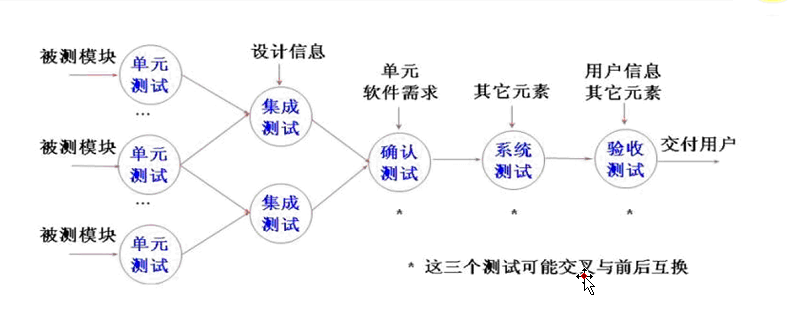 被测模块
单元
测试
…
被测模块
单元
测试
…
被测模块
单元
测试
设计信息
集成
测试
集成
测试
单元
软件需求
确认
测试
*
其它元素
系统
测试
*
用户信息
其它元素
验收
测试
*
交付用户
* 这三个测试可能交叉与前后互换